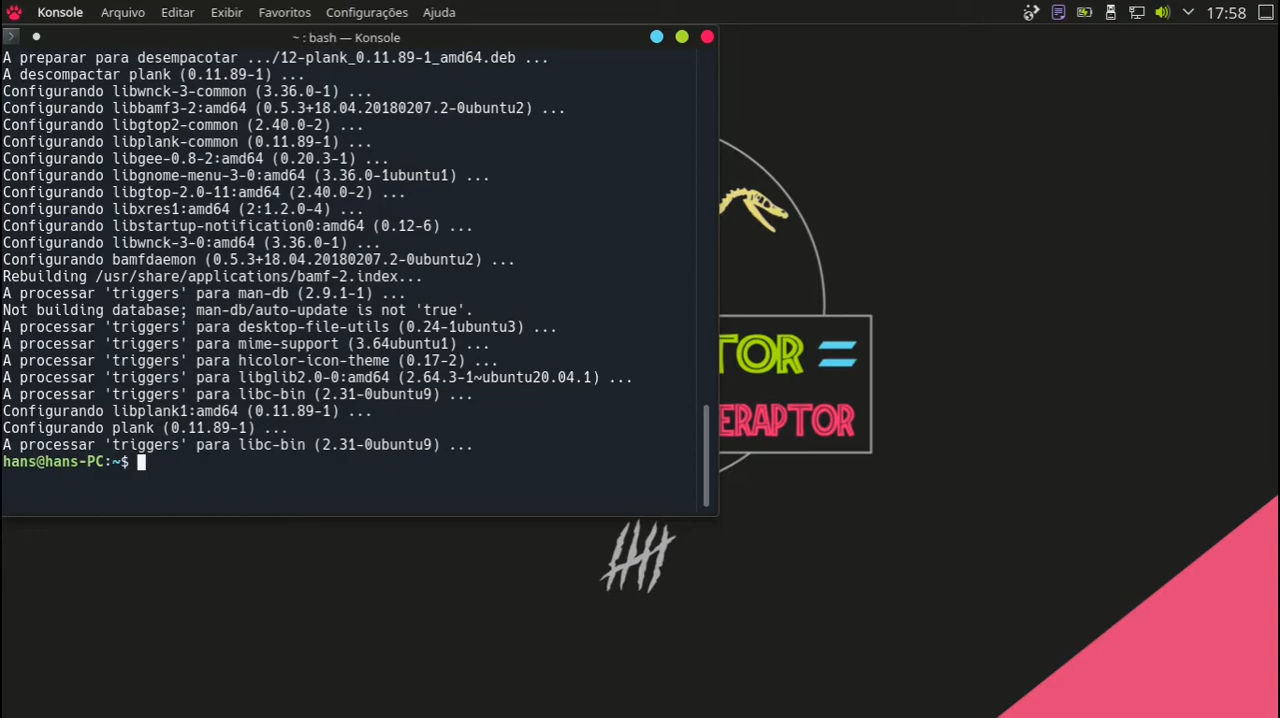 Konsole Arquivo Editar Exibir Favoritos Configurações Ajuda 17:58
~ : bash — Konsole
A preparar para desempacotar .../12-plank_0.11.89-1_amd64.deb ...
A descompactar plank (0.11.89-1) ...
Configurando libwnck-3-common (3.36.0-1) ...
Configurando libbamf3-2:amd64 (0.5.3+18.04.20180207.2-0ubuntu2) ...
Configurando libgtop2-common (2.40.0-2) ...
Configurando libplank-common (0.11.89-1) ...
Configurando libgee-0.8-2:amd64 (0.20.3-1) ...
Configurando libgnome-menu-3-0:amd64 (3.36.0-1ubuntu1) ...
Configurando libgtop-2.0-11:amd64 (2.40.0-2) ...
Configurando libxres1:amd64 (2:1.2.0-4) ...
Configurando libstartup-notification0:amd64 (0.12-6) ...
Configurando libwnck-3-0:amd64 (3.36.0-1) ...
Configurando bamfdaemon (0.5.3+18.04.20180207.2-0ubuntu2) ...
Rebuilding /usr/share/applications/bamf-2.index...
A processar 'triggers' para man-db (2.9.1-1) ...
Not building database; man-db/auto-update is not 'true'.
A processar 'triggers' para desktop-file-utils (0.24-1ubuntu3) ...
A processar 'triggers' para mime-support (3.64ubuntu1) ...
A processar 'triggers' para hicolor-icon-theme (0.17-2) ...
A processar 'triggers' para libglib2.0-0:amd64 (2.64.3-1~ubuntu20.04.1) ...
A processar 'triggers' para libc-bin (2.31-0ubuntu9) ...
Configurando libplank1:amd64 (0.11.89-1) ...
Configurando plank (0.11.89-1) ...
A processar 'triggers' para libc-bin (2.31-0ubuntu9) ...
hans@hans-PC:~$
TOR =
ERAPTOR